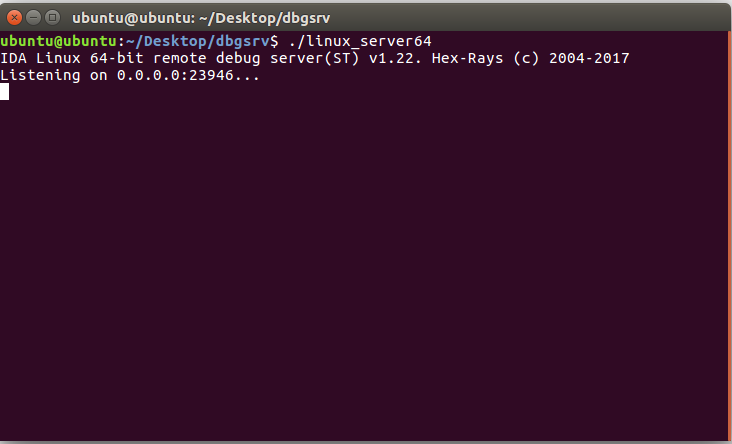 ubuntu@ubuntu: ~/Desktop/dbgsrv
ubuntu@ubuntu:~/Desktop/dbgsrv$ ./linux_server64
IDA Linux 64-bit remote debug server(ST) v1.22. Hex-Rays (c) 2004-2017
Listening on 0.0.0.0:23946...